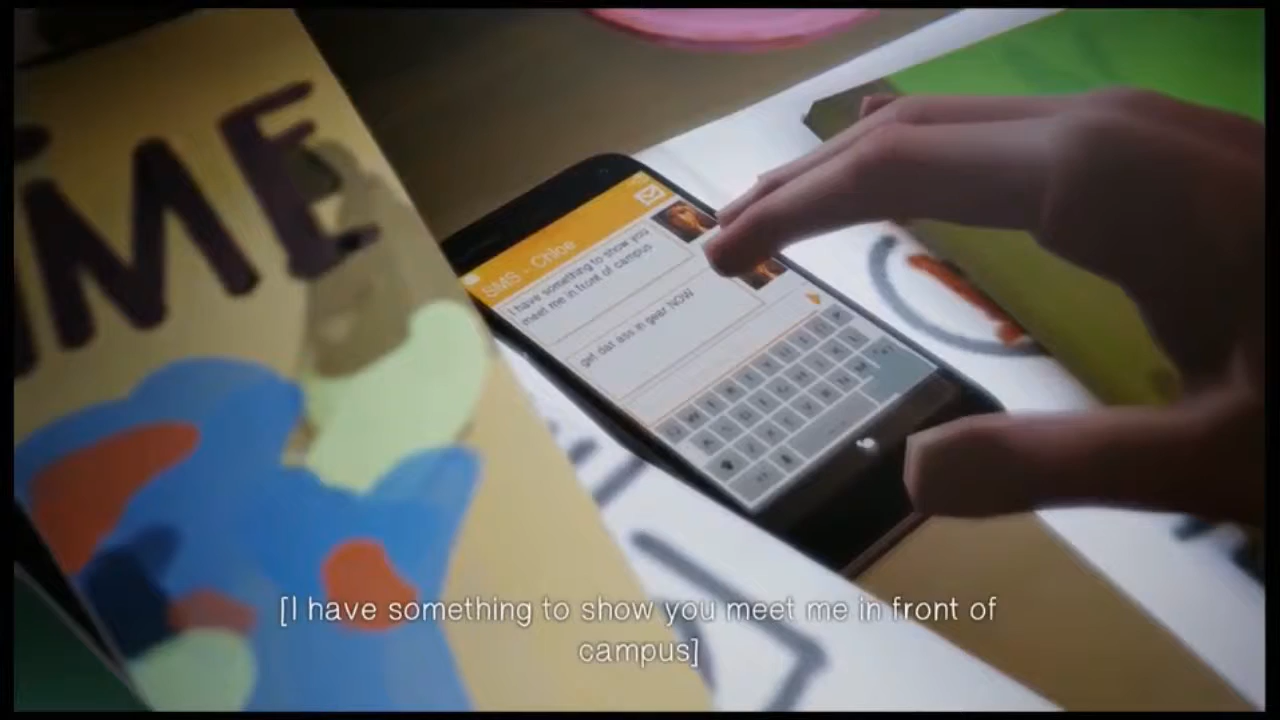 IME
SMS - Chloe
I have something to show you
meet me in front of campus
get dat ass in gear NOW
[I have something to show you meet me in front of
campus]